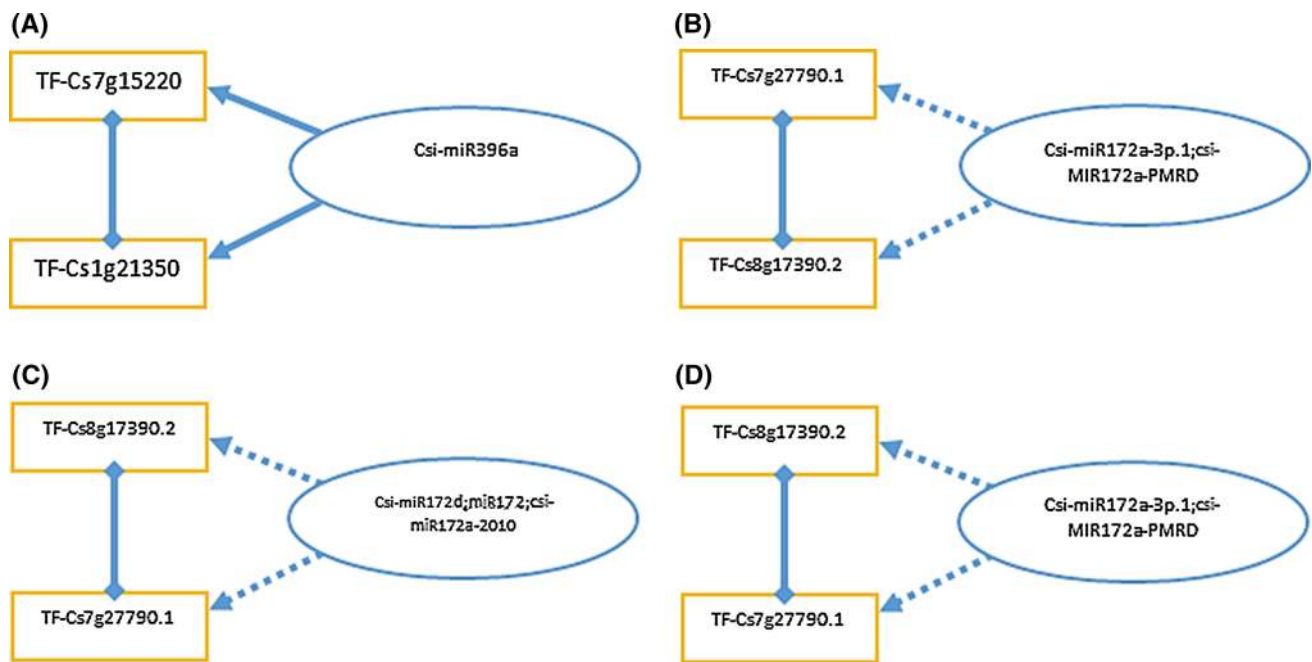 (A)
TF-Cs7g15220
Csi-miR396a
TF-Cs1g21350
(B)
TF-Cs7g27790.1
Csi-miR172a-3p.1;csi-
MIR172a-PMRD
TF-Cs8g17390.2
(C)
TF-Cs8g17390.2
Csi-miR172d;miR172;csi-
miR172a-2010
TF-Cs7g27790.1
(D)
TF-Cs8g17390.2
Csi-miR172a-3p.1;csi-
MIR172a-PMRD
TF-Cs7g27790.1